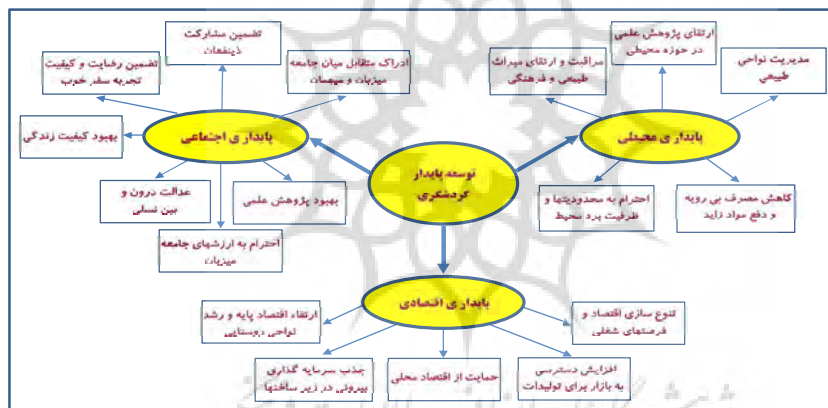 تضمین مشارکت
ذینفعان
ارتقای پژوهش علمی
در حوزه محیطی
تضمین رضایت و کیفیت
تجربه سفر خوب
ادراک متقابل میان جامعه
میزبان و میهمان
مراقبت و ارتقای میراث
طبیعی و فرهنگی
مدیریت نواحی
طبیعی
بهبود کیفیت زندگی
پایداری اجتماعی
پایداری محیطی
توسعه پایدار
گردشگری
عدالت درون و
بین نسلی
بهبود پژوهش علمی
احترام به محدودیتها و
ظرفیت برد محیط
کاهش مصرف بی رویه
و دفع مواد زاید
احترام به ارزشهای جامعه
میزبان
پایداری اقتصادی
ارتقاء اقتصاد پایه و رشد
نواحی روستایی
تنوع سازی اقتصاد و
فرصتهای شغلی
جذب سرمایه گذاری
بیرونی در زیر ساختها
حمایت از اقتصاد محلی
افزایش دسترسی
به بازار برای تولیدات